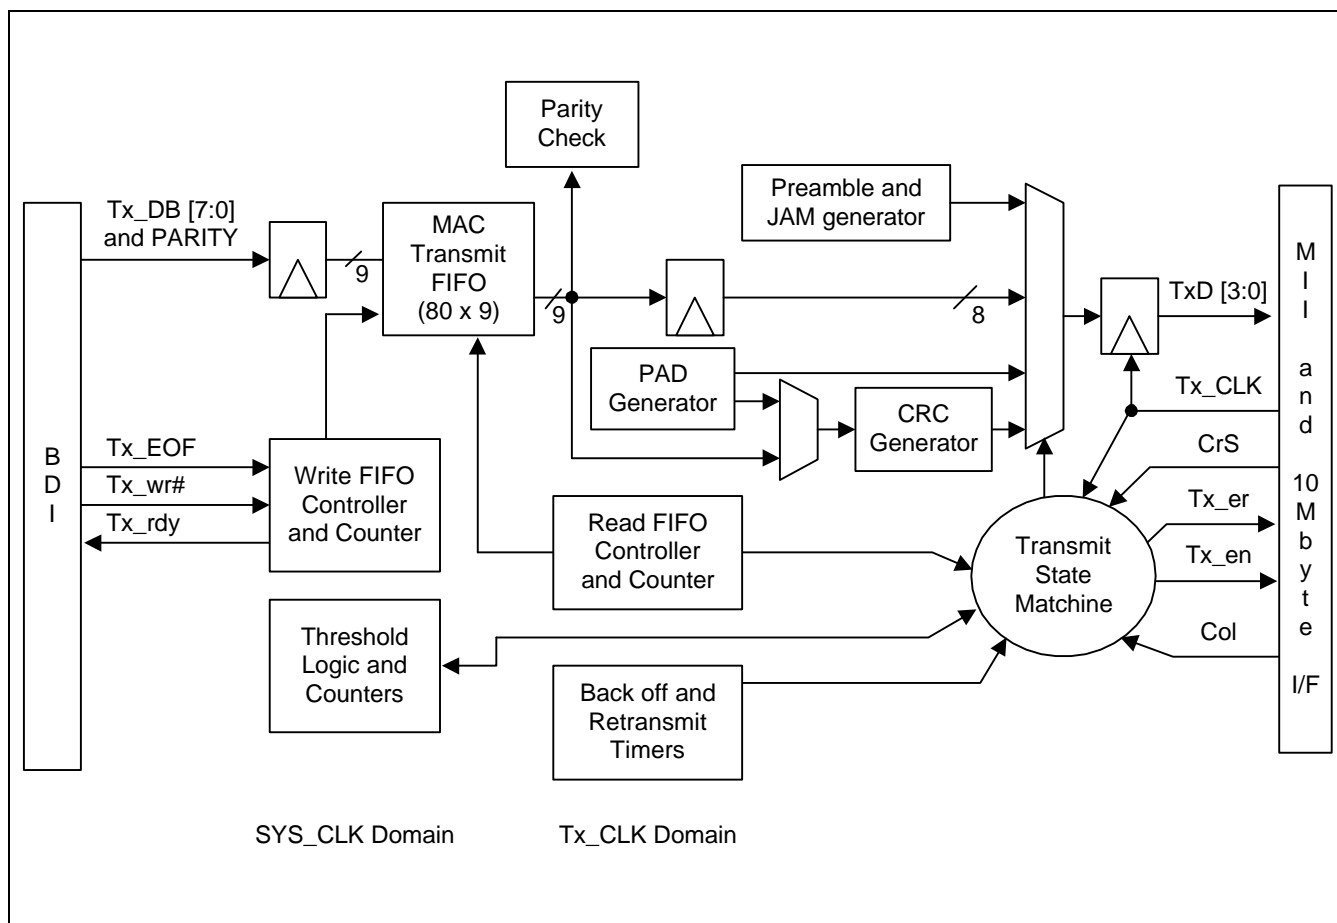 Parity
Check
Preamble and
JAM generator
Tx_DB [7:0]
and PARITY
MAC
Transmit
FIFO
(80 x 9)
9
9
8
TxD [3:0]
PAD
Generator
CRC
Generator
Tx_CLK
CrS
Tx_er
Tx_en
Col
B
D
I
Tx_EOF
Tx_wr#
Tx_rdy
Write FIFO
Controller
and Counter
Read FIFO
Controller
and Counter
Transmit
State
Matchine
Threshold
Logic and
Counters
Back off and
Retransmit
Timers
M
I
I
a
n
d
10
M
b
y
t
e
I/F
SYS_CLK Domain
Tx_CLK Domain